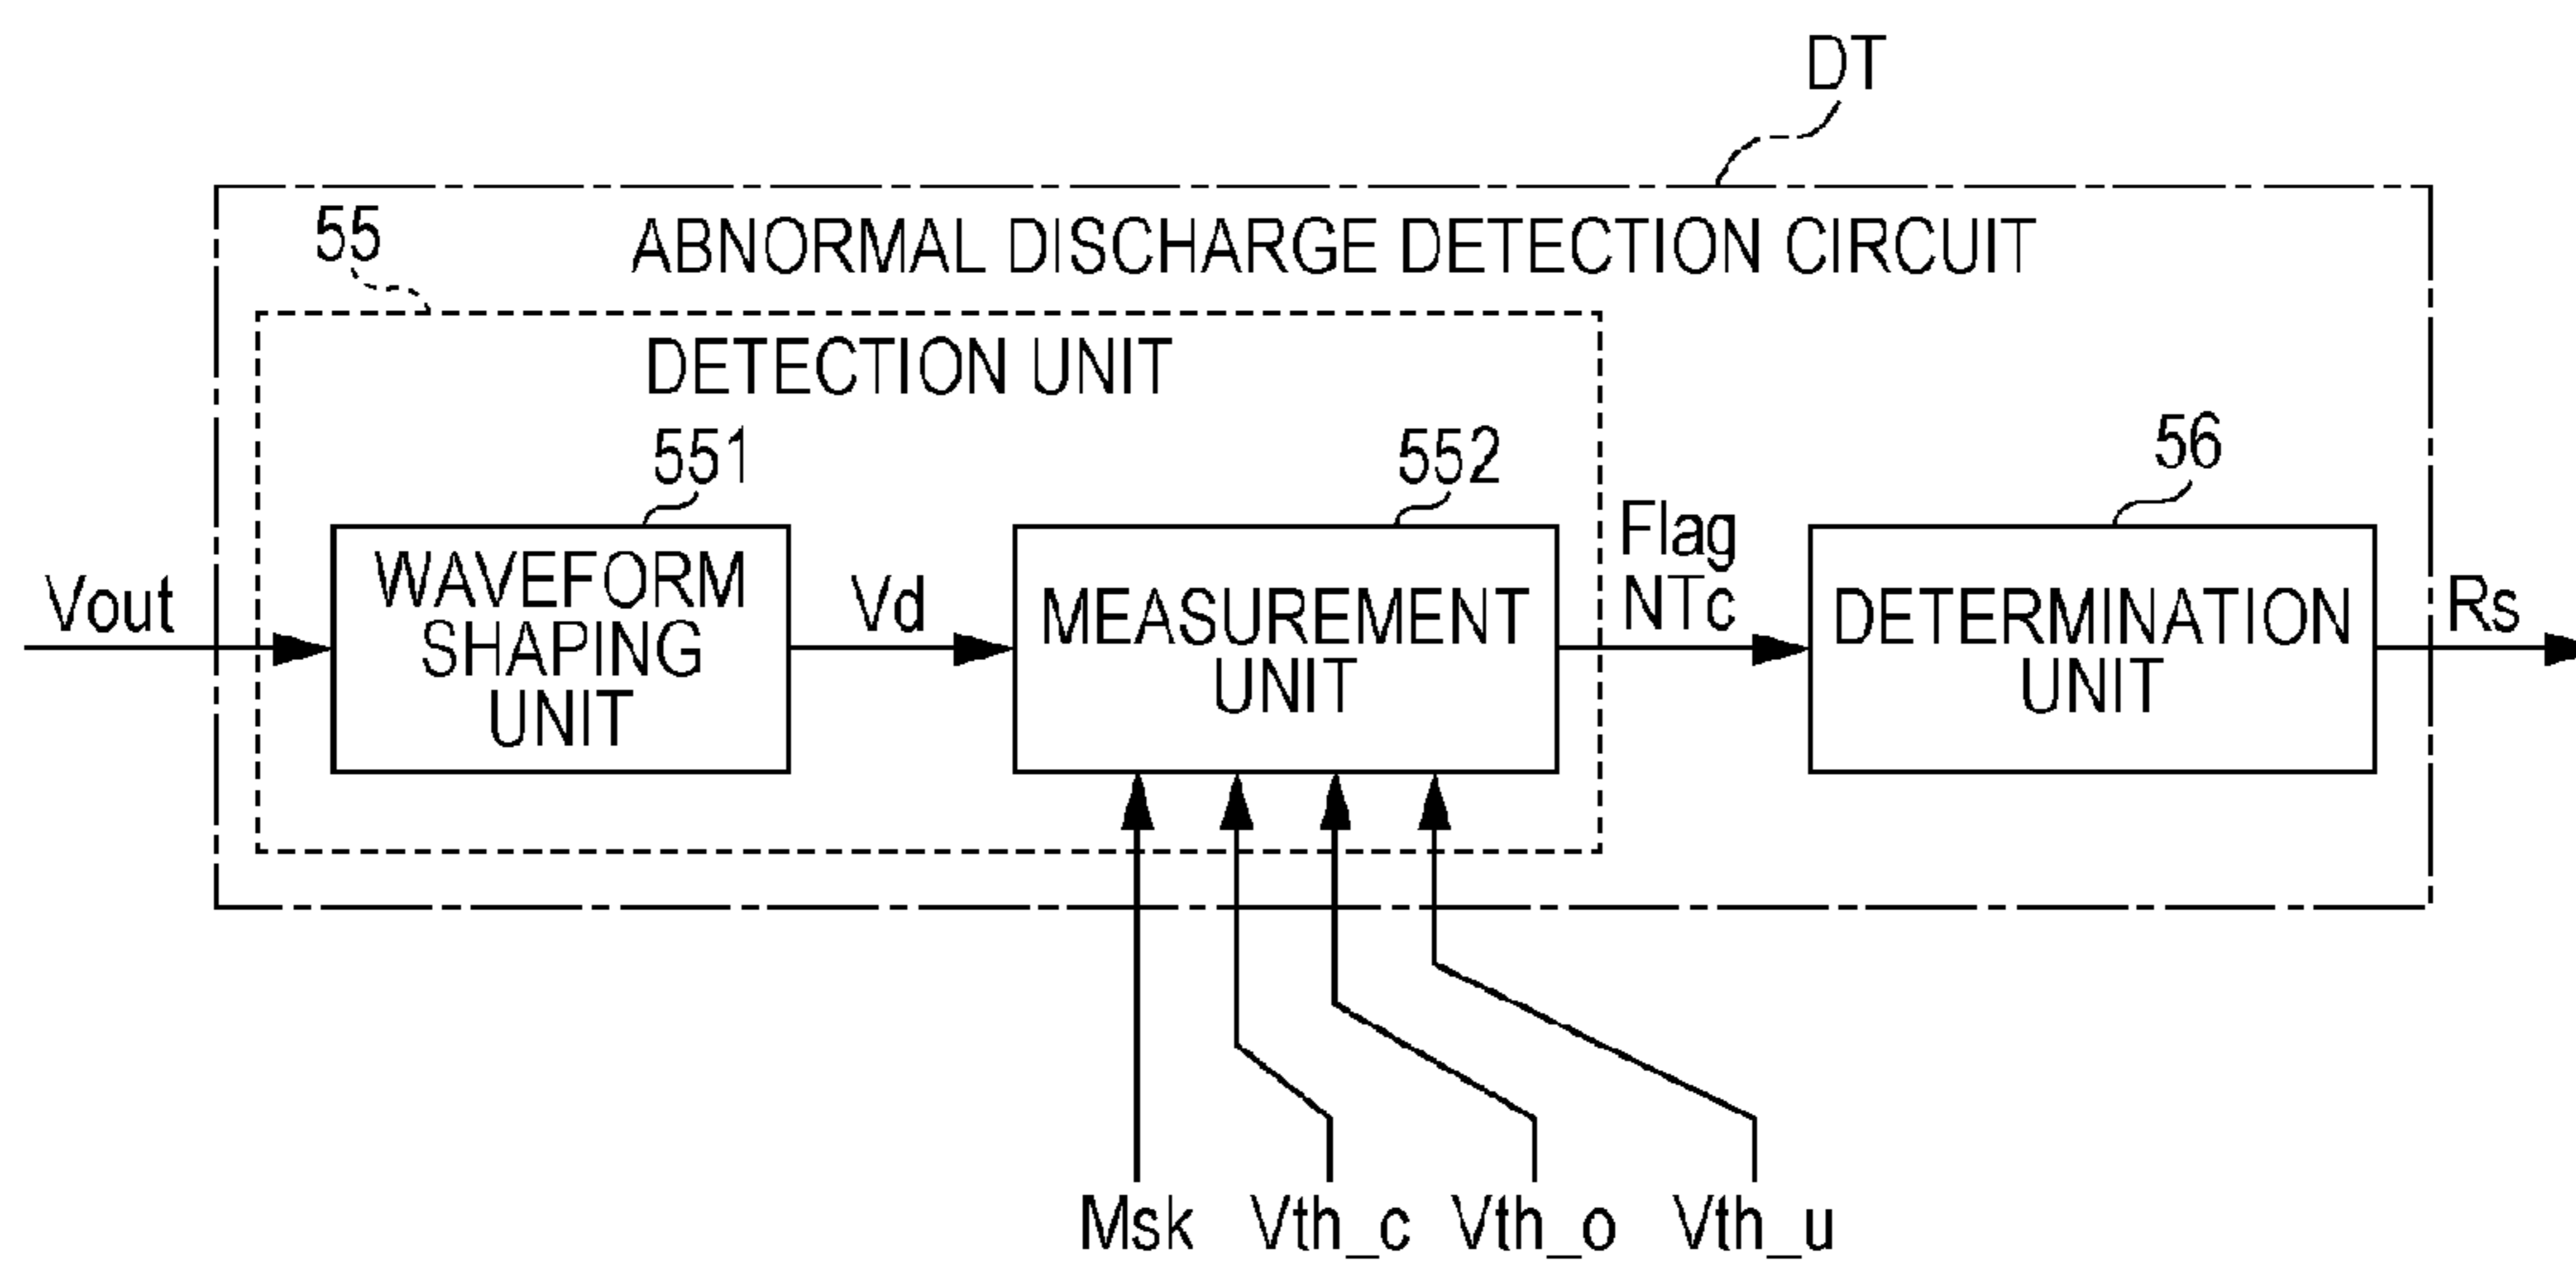 DT
55
ABNORMAL DISCHARGE DETECTION CIRCUIT
DETECTION UNIT
551
552
56
Vout
WAVEFORM
SHAPING
UNIT
Vd
MEASUREMENT
UNIT
Flag
NTc
DETERMINATION
UNIT
Rs
Msk
Vth_c
Vth_o
Vth_u